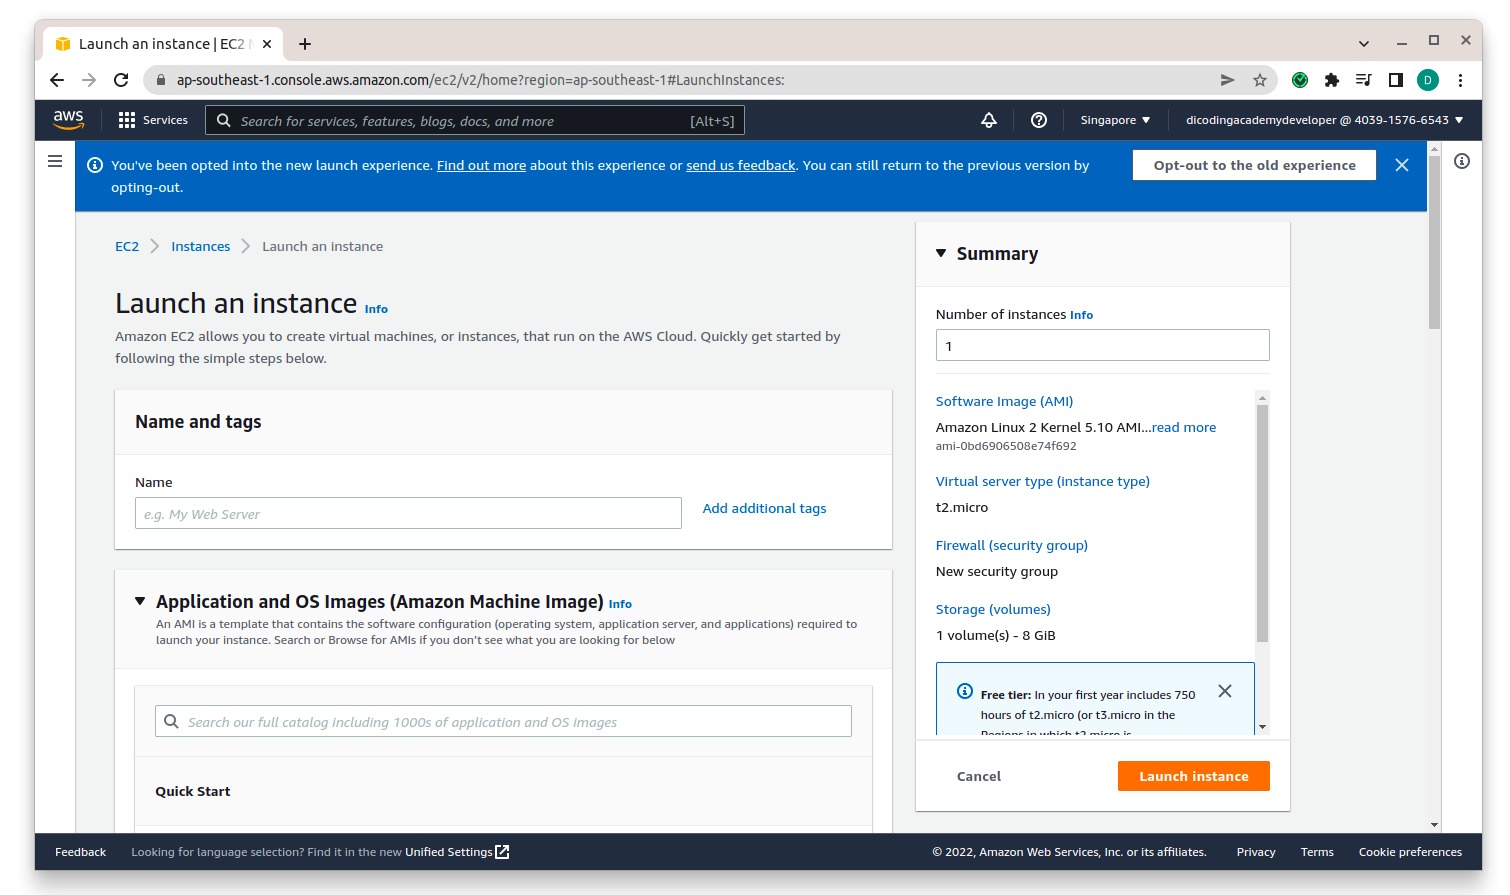 Launch an instance | EC2 M
ap-southeast-1.console.aws.amazon.com/ec2/v2/home?region=ap-southeast-1#LaunchInstances:
D
aws
Services
Search for services, features, blogs, docs, and more
[Alt+S]
Singapore
dicodingacademydeveloper @ 4039-1576-6543
You've been opted into the new launch experience. Find out more about this experience or send us feedback. You can still return to the previous version by
opting-out.
Opt-out to the old experience
EC2
Instances
Launch an instance
Launch an instance Info
Amazon EC2 allows you to create virtual machines, or instances, that run on the AWS Cloud. Quickly get started by
following the simple steps below.
Name and tags
Name
e.g. My Web Server
Add additional tags
Application and OS Images (Amazon Machine Image) Info
An AMI is a template that contains the software configuration (operating system, application server, and applications) required to
launch your instance. Search or Browse for AMIs if you don't see what you are looking for below
Search our full catalog including 1000s of application and OS images
Quick Start
Summary
Number of instances Info
1
Software Image (AMI)
Amazon Linux 2 Kernel 5.10 AMI...read more
ami-0bd6906508e74f692
Virtual server type (instance type)
t2.micro
Firewall (security group)
New security group
Storage (volumes)
1 volume(s) - 8 GiB
Free tier: In your first year includes 750
hours of t2.micro (or t3.micro in the
Regions in which t2.micro is
Cancel
Launch instance
Feedback
Looking for language selection? Find it in the new Unified Settings
© 2022, Amazon Web Services, Inc. or its affiliates.
Privacy
Terms
Cookie preferences